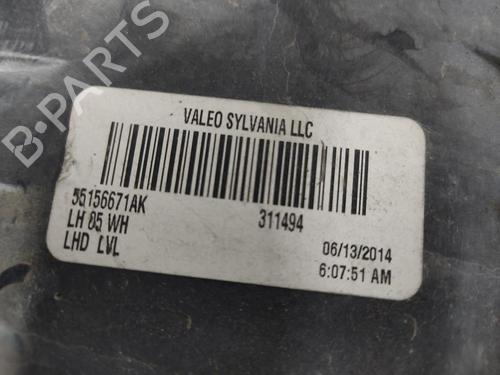 VALEO SYLVANIA LLC
55156671AK
311494
LH 85 WH
LHD LVL
06/13/2014
6:07:51 AM
B-PARTS